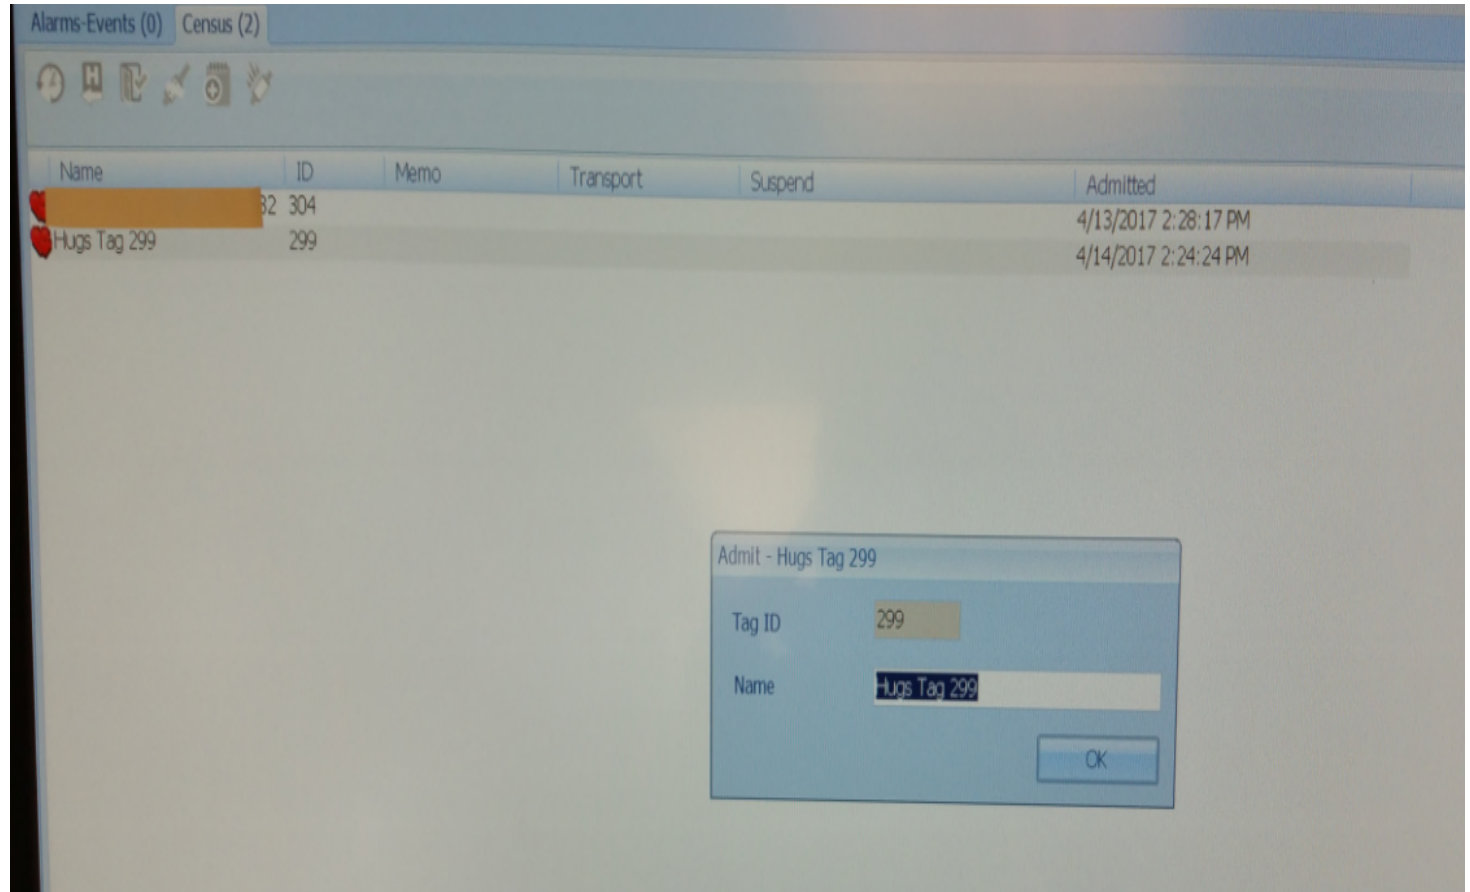 Alarms-Events (0) Census (2)
Name ID Memo Transport Suspend Admitted
32 304 4/13/2017 2:28:17 PM
Hugs Tag 299 299 4/14/2017 2:24:24 PM
Admit - Hugs Tag 299
Tag ID 299
Name Hugs Tag 299
OK